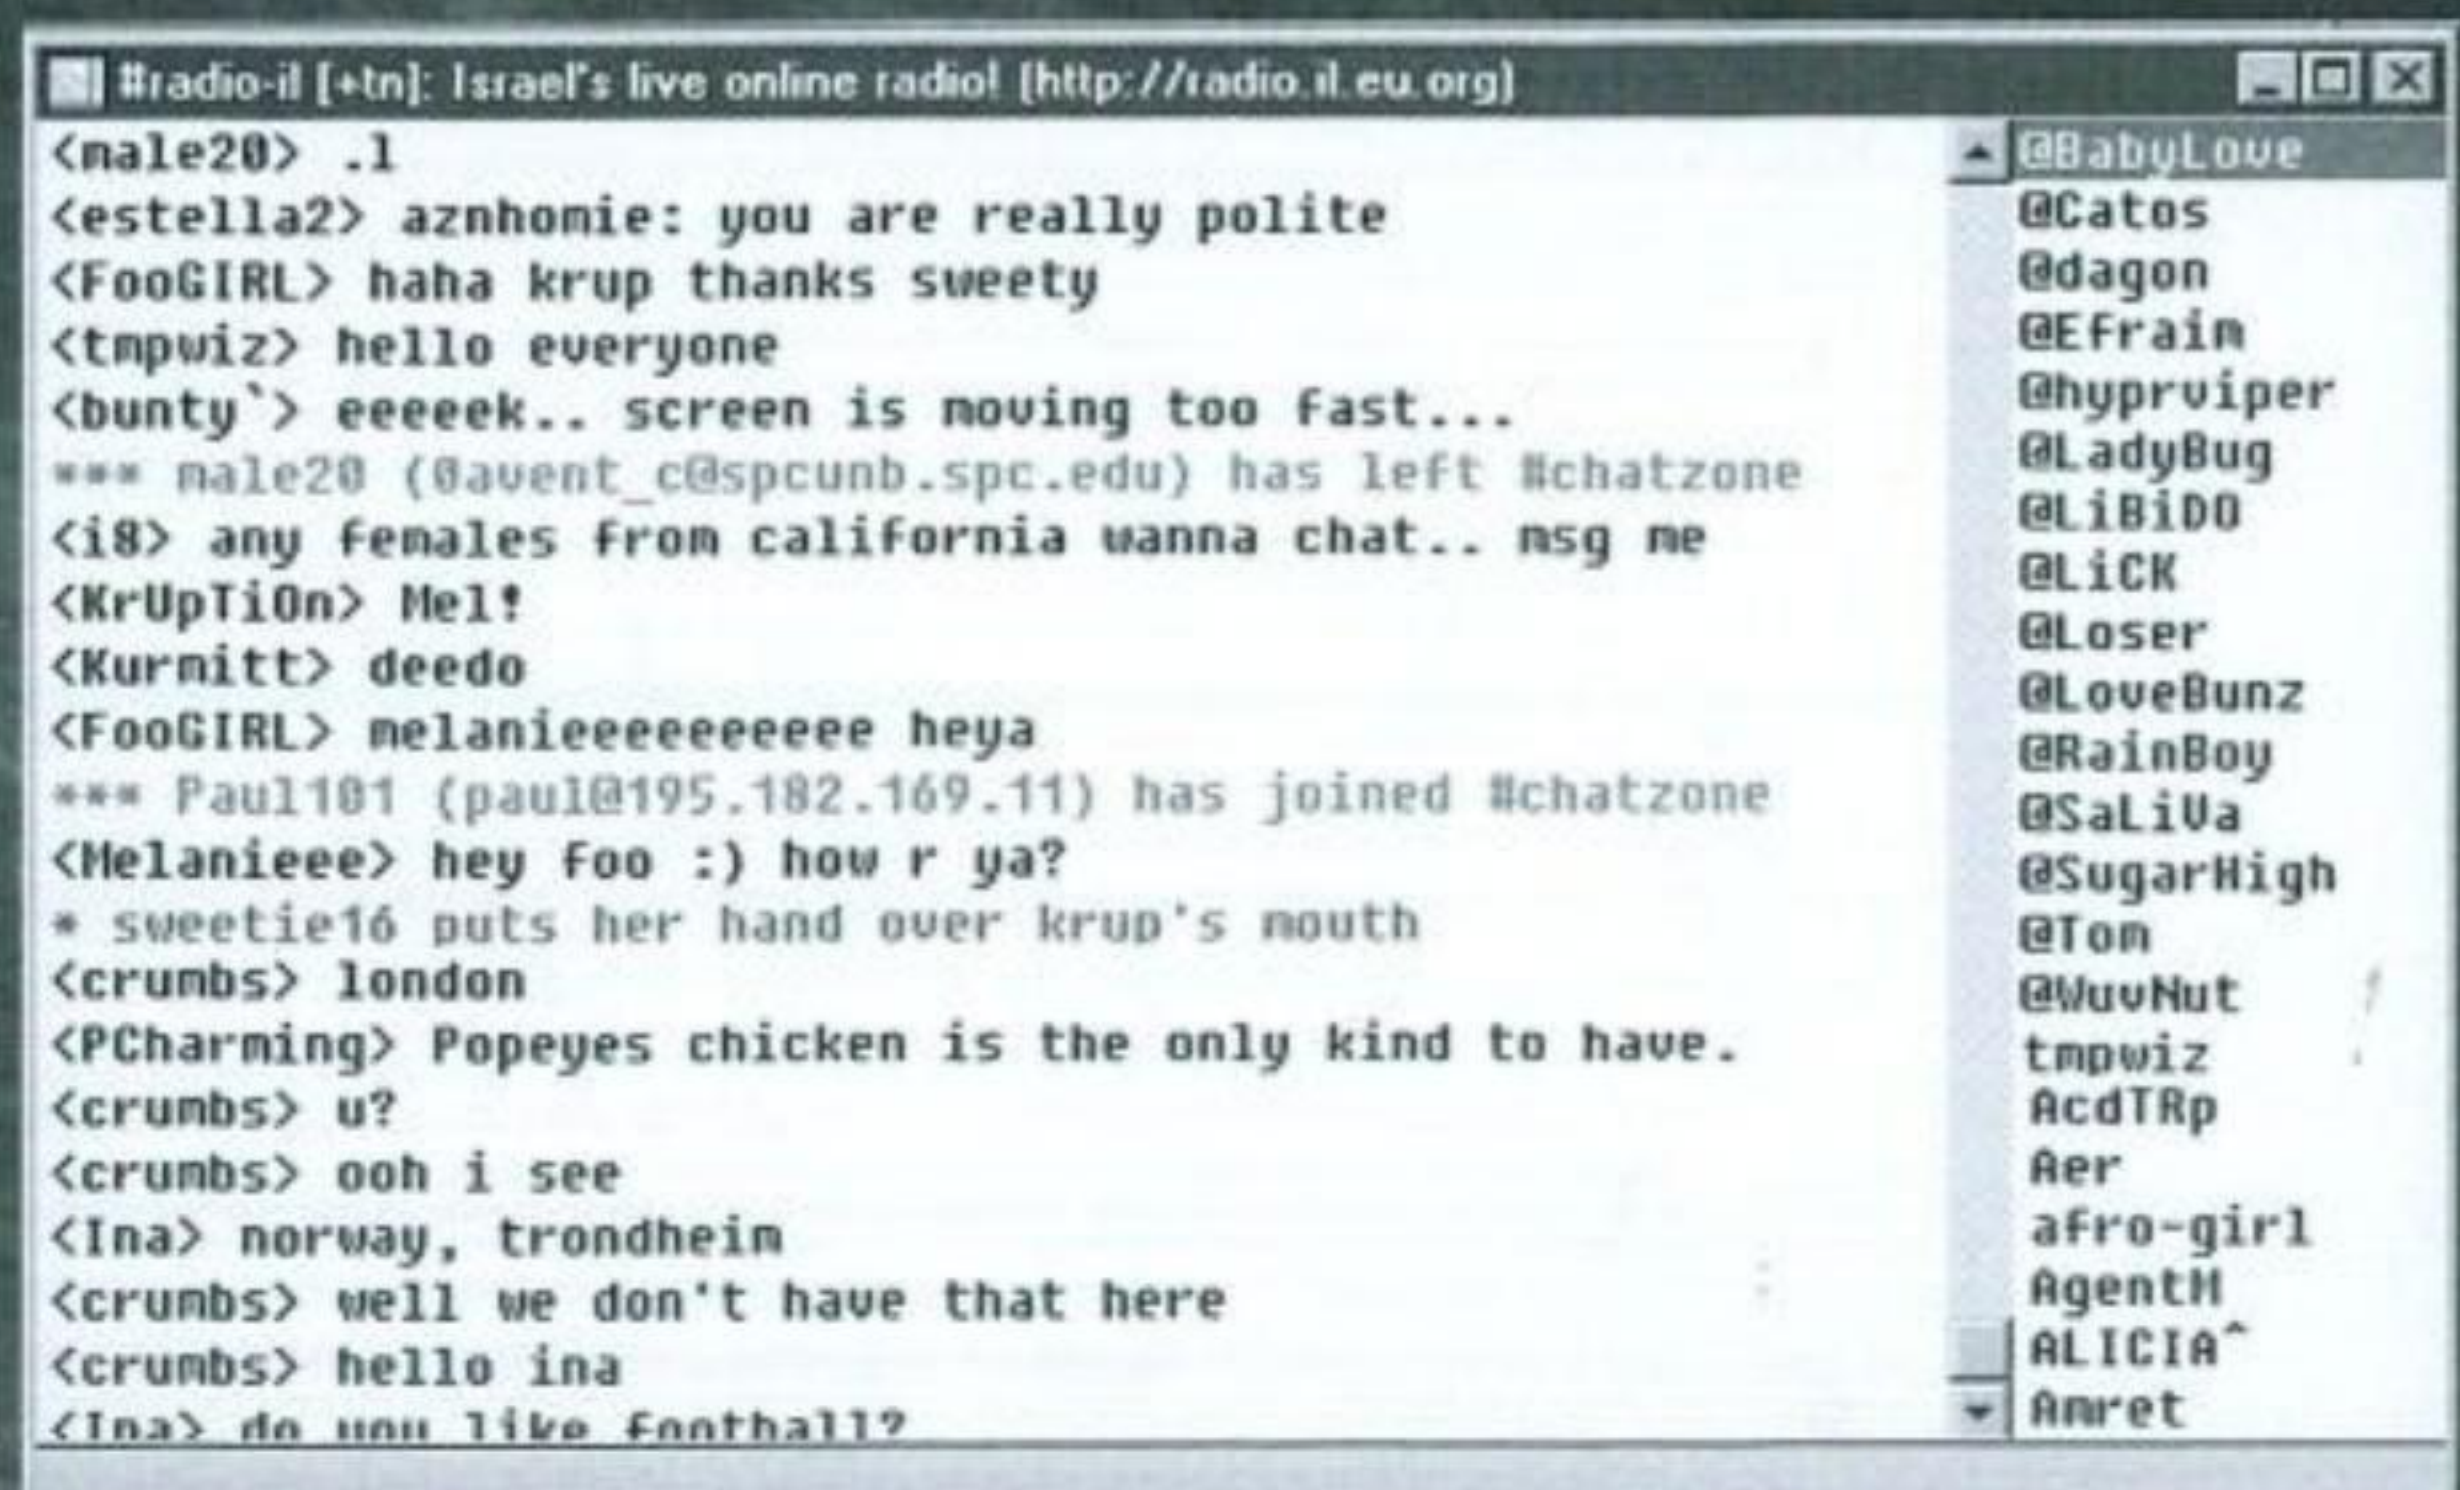 #radio-il [+tn]: Israel's live online radio! (http://radio.il.eu.org)
<male20> .l
<estella2> aznhomie: you are really polite
<FooGIRL> haha krup thanks sweety
<tmpwiz> hello everyone
<bunty`> eeeeek.. screen is moving too fast...
*** male20 (0avent_c@spcunb.spc.edu) has left #chatzone
<i8> any females from california wanna chat.. msg me
<KrUpTiOn> Mel!
<Kurmitt> deedo
<FooGIRL> melanieeeeeeeeeee heya
*** Paul101 (paul@195.182.169.11) has joined #chatzone
<Melanieee> hey foo :) how r ya?
* sweetie16 puts her hand over krup's mouth
<crumbs> london
<PCharming> Popeyes chicken is the only kind to have.
<crumbs> u?
<crumbs> ooh i see
<Ina> norway, trondheim
<crumbs> well we don't have that here
<crumbs> hello ina
<Ina> do you like football?
@BabyLove
@Catos
@dagon
@Efraim
@hyprviper
@LadyBug
@LiBiDO
@LiCK
@Loser
@LoveBunz
@RainBoy
@SaLiVa
@SugarHigh
@Tom
@WuvNut
tmpwiz
AcdTRp
Aer
afro-girl
AgentM
ALICIA^
Amret